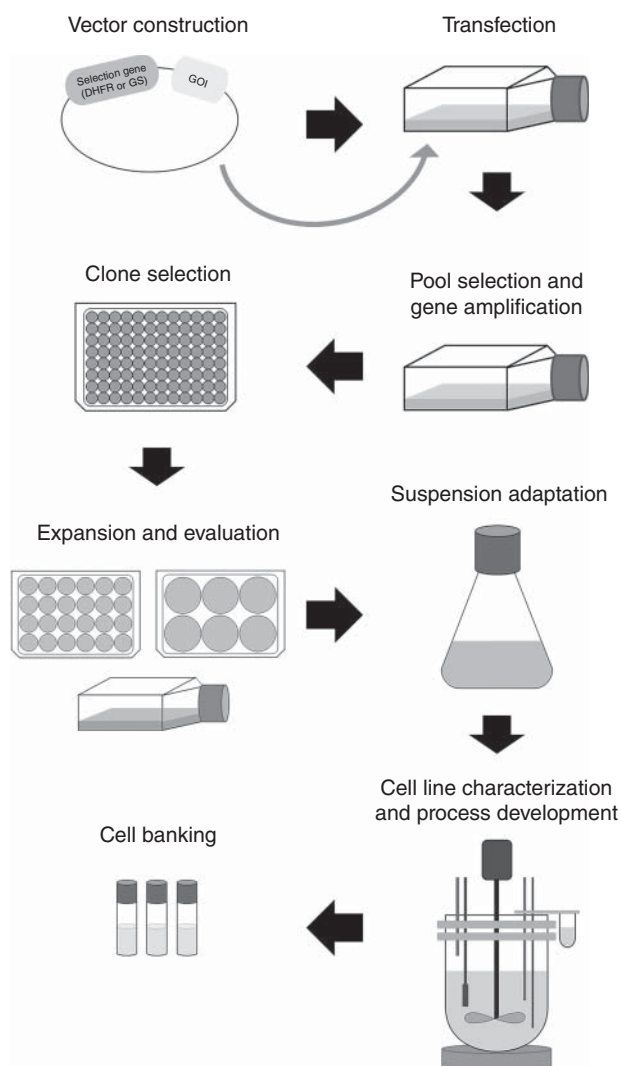 Vector construction
Transfection
Selection gene
(DHFR or GS)
GOI
Clone selection
Pool selection and
gene amplification
Suspension adaptation
Expansion and evaluation
Cell line characterization
and process development
Cell banking